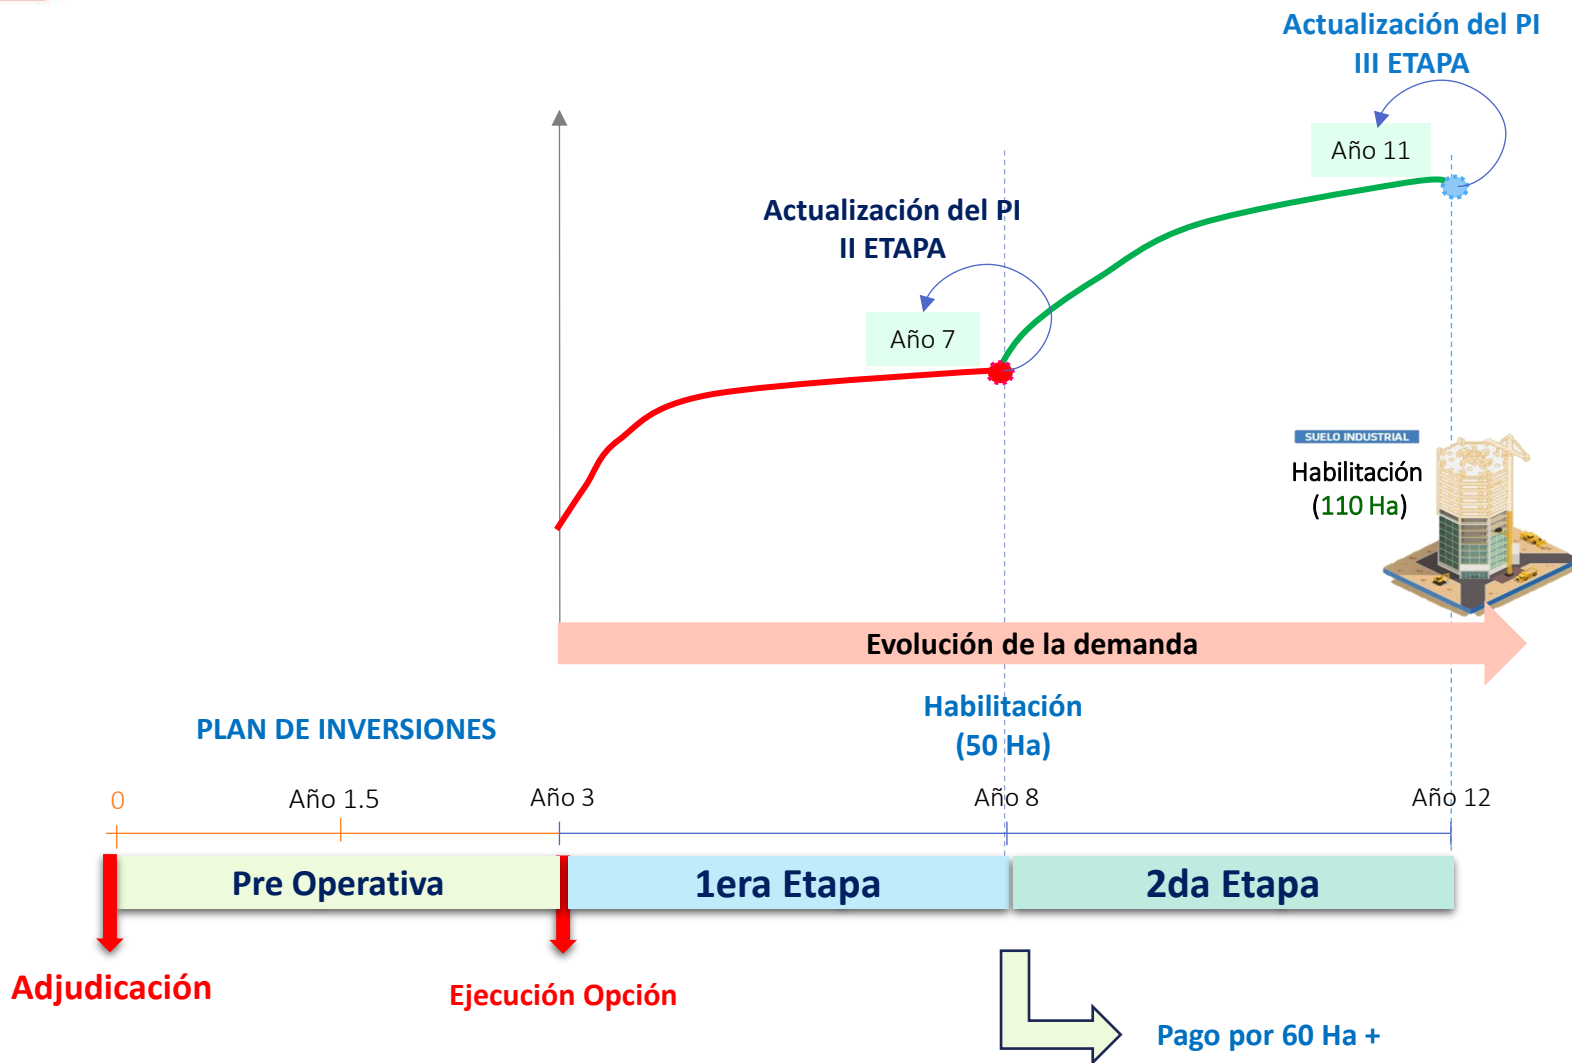 Actualización del PI
III ETAPA
Año 11
Actualización del PI
II ETAPA
Año 7
SUELO INDUSTRIAL
Habilitación
(110 Ha)
Evolución de la demanda
PLAN DE INVERSIONES
Habilitación
(50 Ha)
0
Año 1.5
Año 3
Año 8
Año 12
Pre Operativa
1era Etapa
2da Etapa
Adjudicación
Ejecución Opción
Pago por 60 Ha +